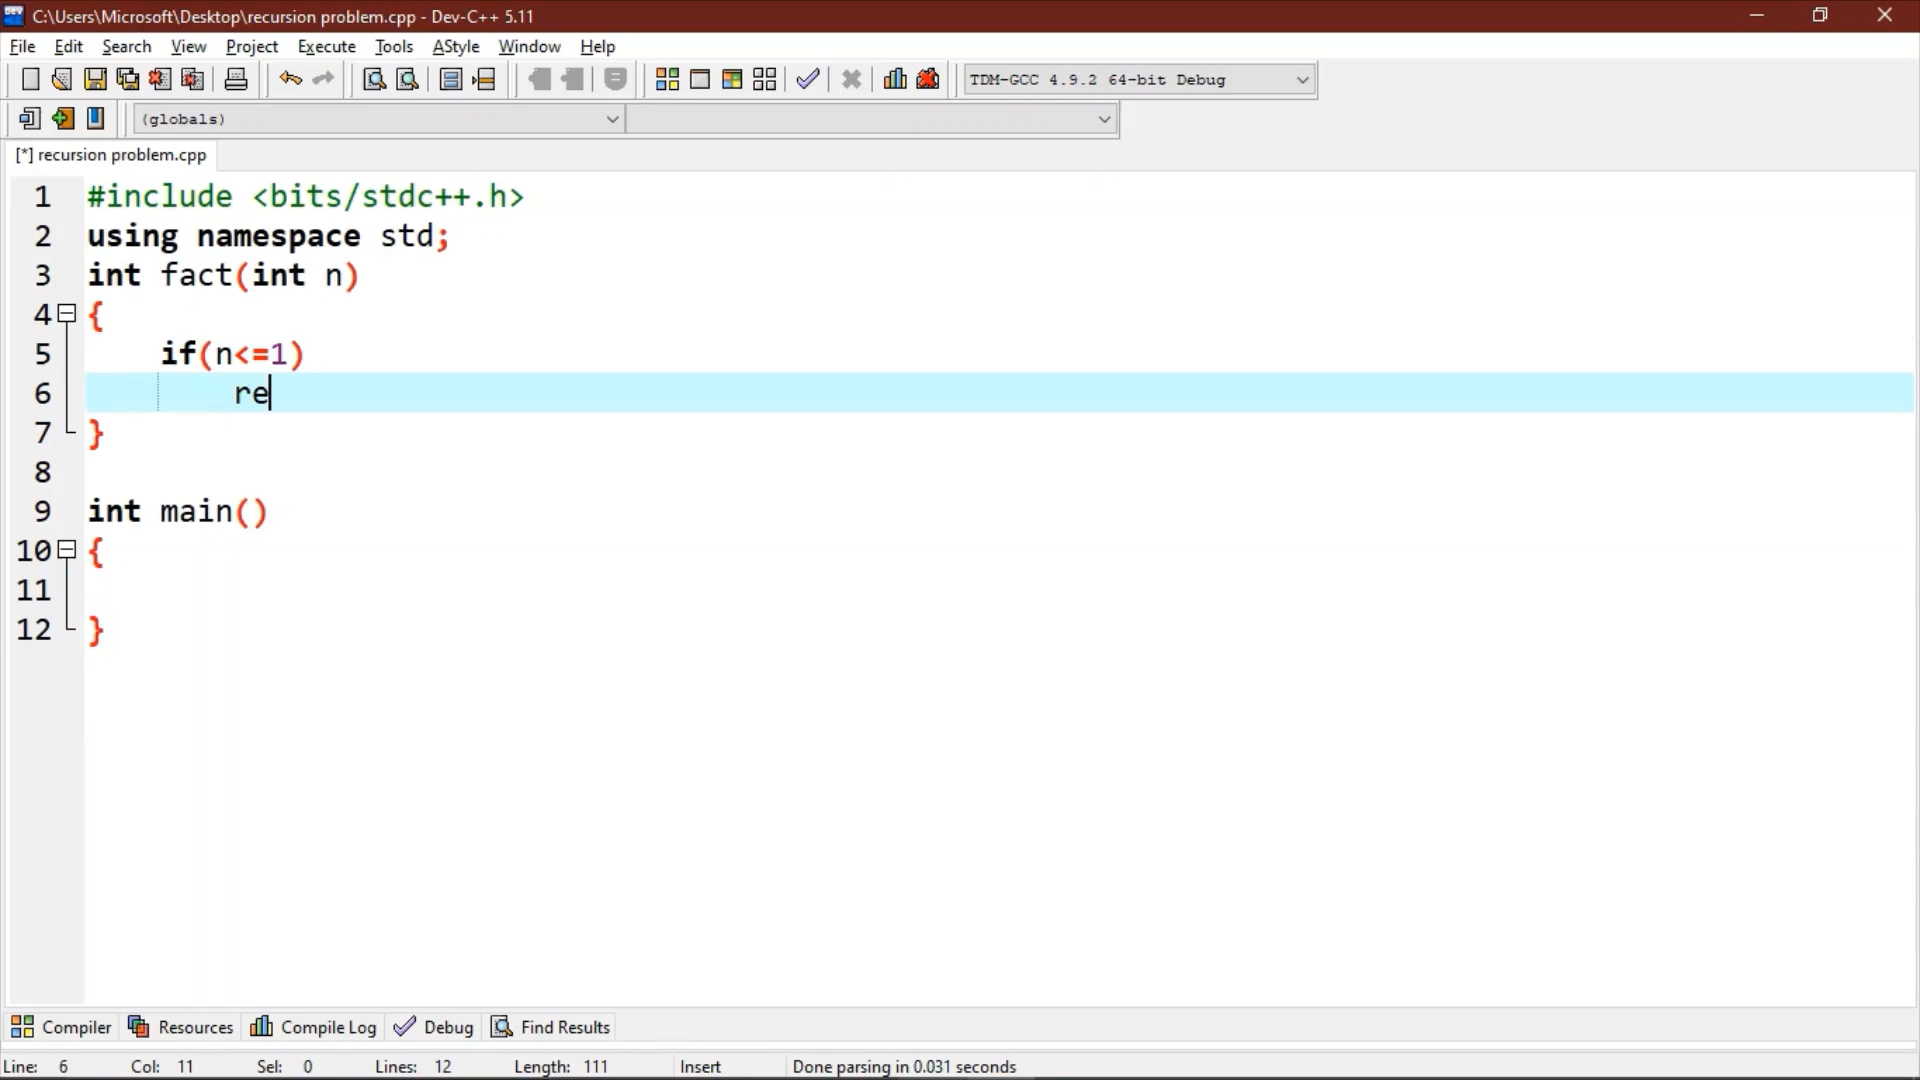 C:\Users\Microsoft\Desktop\recursion problem.cpp - Dev-C++ 5.11
File Edit Search View Project Execute Tools AStyle Window Help
TDM-GCC 4.9.2 64-bit Debug
(globals)
[*] recursion problem.cpp
1 #include <bits/stdc++.h>
2 using namespace std;
3 int fact(int n)
4 {
5 if(n<=1)
6 re
7 }
8
9 int main()
10 {
11
12 }
Compiler Resources Compile Log Debug Find Results
Line: 6 Col: 11 Sel: 0 Lines: 12 Length: 111 Insert Done parsing in 0.031 seconds